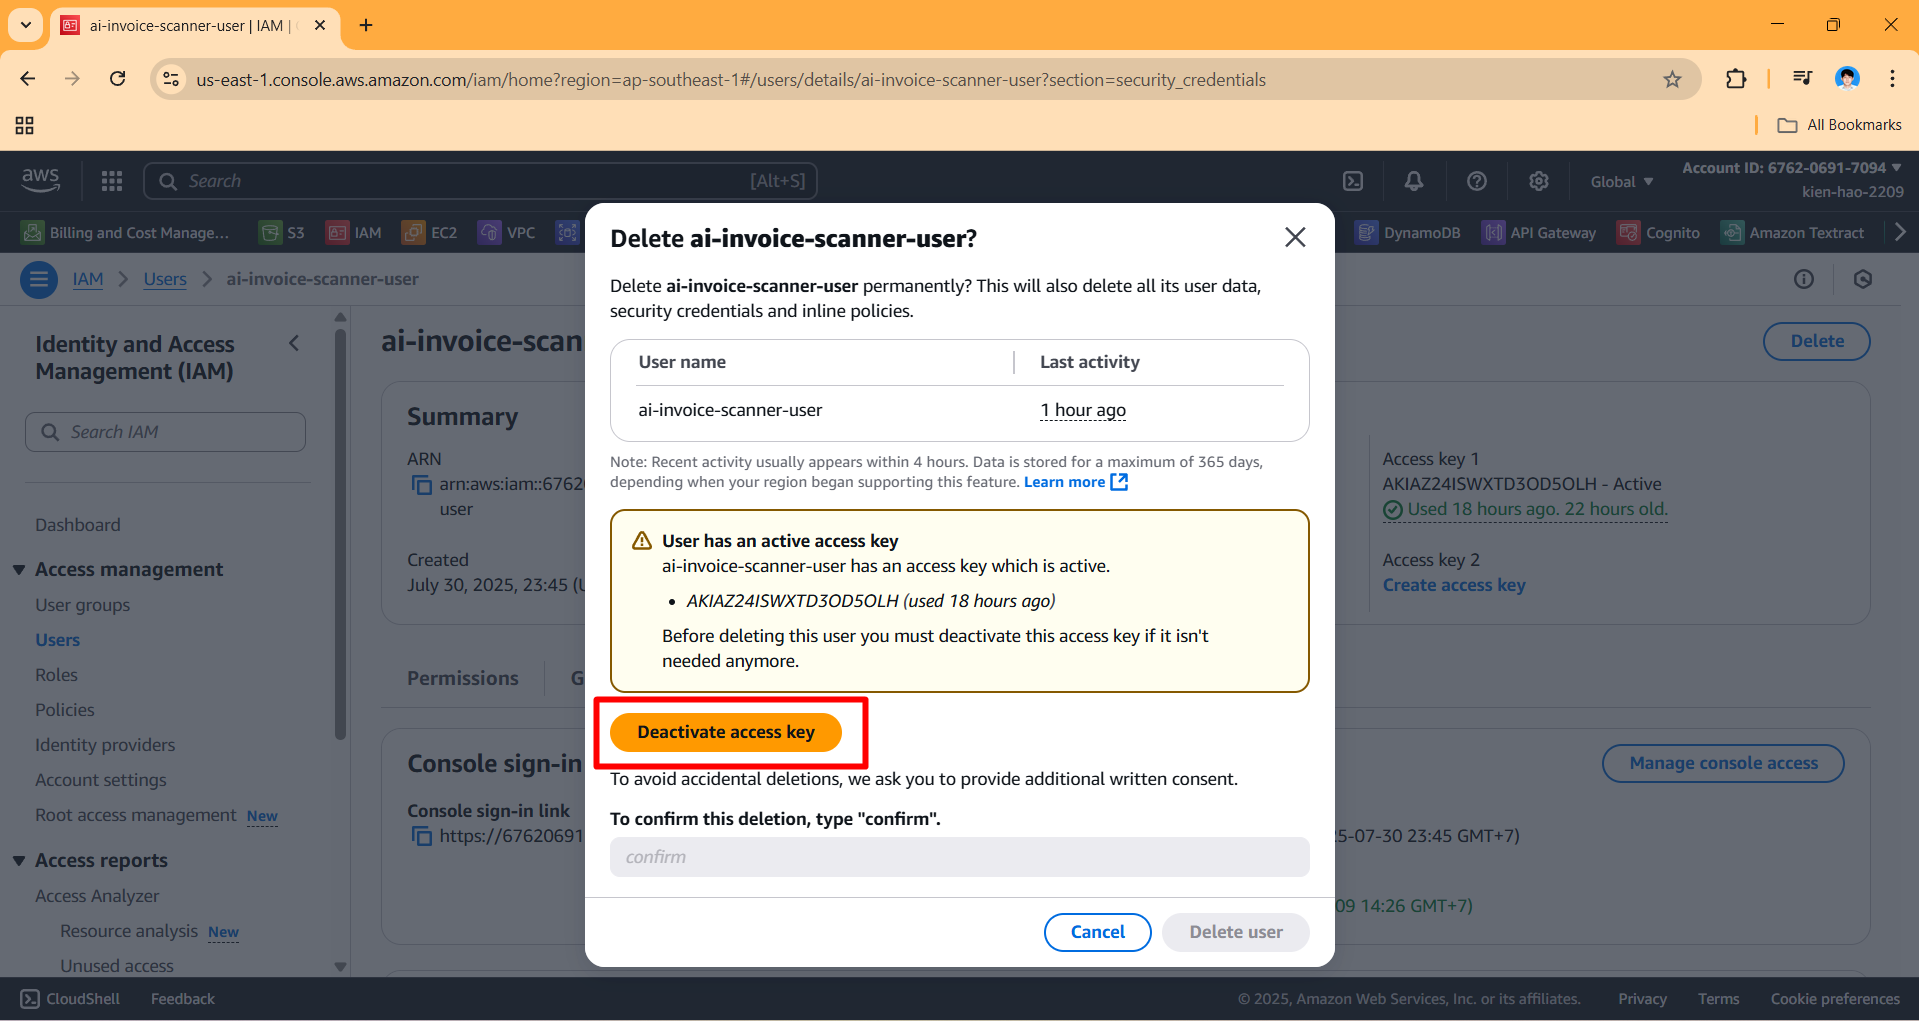 ai-invoice-scanner-user | IAM |
us-east-1.console.aws.amazon.com/iam/home?region=ap-southeast-1#/users/details/ai-invoice-scanner-user?section=security_credentials
All Bookmarks
aws
Search
[Alt+S]
Global
Account ID: 6762-0691-7094
kien-hao-2209
Billing and Cost Manage...
S3
IAM
EC2
VPC
DynamoDB
API Gateway
Cognito
Amazon Textract
IAM
Users
ai-invoice-scanner-user
Identity and Access
Management (IAM)
Search IAM
Dashboard
Access management
User groups
Users
Roles
Policies
Identity providers
Account settings
Root access management New
Access reports
Access Analyzer
Resource analysis New
Unused access
ai-invoice-scan
Delete
Summary
ARN
arn:aws:iam::6762
user
Created
July 30, 2025, 23:45 (U
Access key 1
AKIAZ24ISWXTD3OD5OLH - Active
Used 18 hours ago. 22 hours old.
Access key 2
Create access key
Permissions
G
Console sign-in
Manage console access
Console sign-in link
https://67620691
5-07-30 23:45 GMT+7)
09 14:26 GMT+7)
Delete ai-invoice-scanner-user?
Delete ai-invoice-scanner-user permanently? This will also delete all its user data,
security credentials and inline policies.
User name
Last activity
ai-invoice-scanner-user
1 hour ago
Note: Recent activity usually appears within 4 hours. Data is stored for a maximum of 365 days,
depending when your region began supporting this feature. Learn more
User has an active access key
ai-invoice-scanner-user has an access key which is active.
• AKIAZ24ISWXTD3OD5OLH (used 18 hours ago)
Before deleting this user you must deactivate this access key if it isn't
needed anymore.
Deactivate access key
To avoid accidental deletions, we ask you to provide additional written consent.
To confirm this deletion, type "confirm".
confirm
Cancel
Delete user
CloudShell
Feedback
© 2025, Amazon Web Services, Inc. or its affiliates.
Privacy
Terms
Cookie preferences